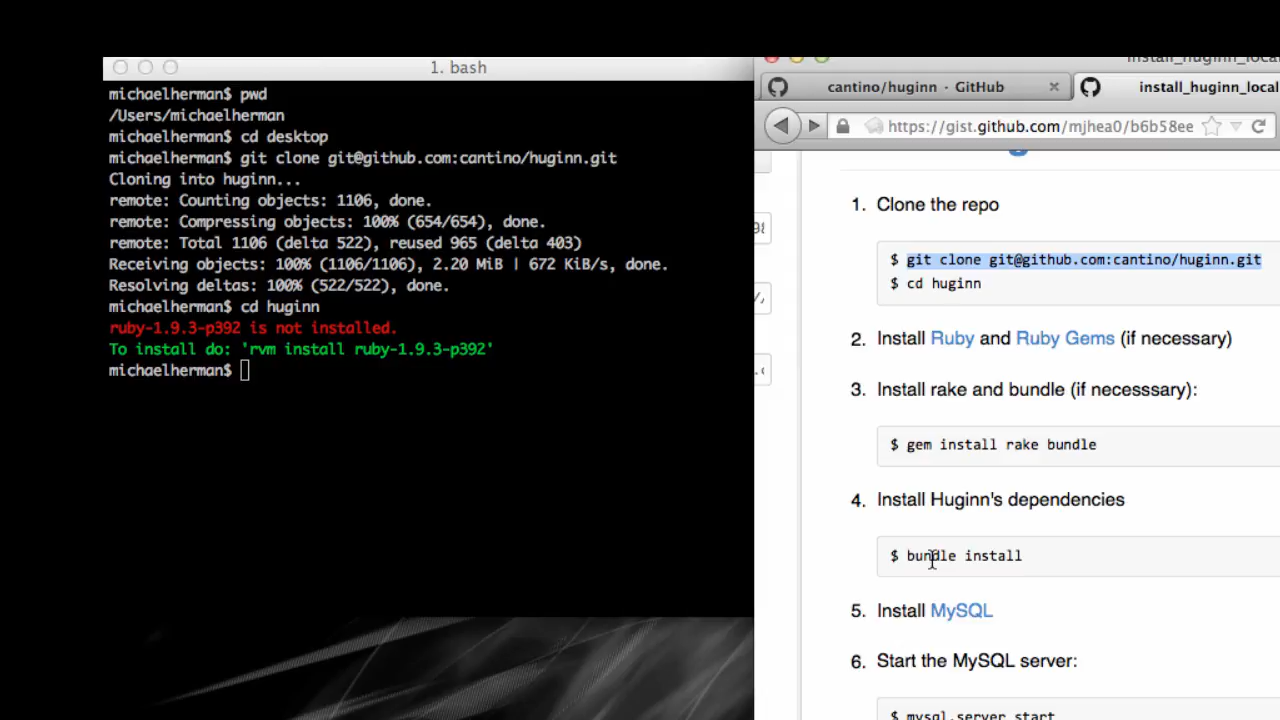 1. bash
michaelherman$ pwd
/Users/michaelherman
michaelherman$ cd desktop
michaelherman$ git clone git@github.com:cantino/huginn.git
Cloning into huginn...
remote: Counting objects: 1106, done.
remote: Compressing objects: 100% (654/654), done.
remote: Total 1106 (delta 522), reused 965 (delta 403)
Receiving objects: 100% (1106/1106), 2.20 MiB | 672 KiB/s, done.
Resolving deltas: 100% (522/522), done.
michaelherman$ cd huginn
ruby-1.9.3-p392 is not installed.
To install do: 'rvm install ruby-1.9.3-p392'
michaelherman$
install_huginn_local
cantino/huginn · GitHub
install_huginn_local
https://gist.github.com/mjhea0/b6b58ee
1. Clone the repo
$ git clone git@github.com:cantino/huginn.git
$ cd huginn
2. Install Ruby and Ruby Gems (if necessary)
3. Install rake and bundle (if necesssary):
$ gem install rake bundle
4. Install Huginn's dependencies
$ bundle install
5. Install MySQL
6. Start the MySQL server:
$ mysql.server start